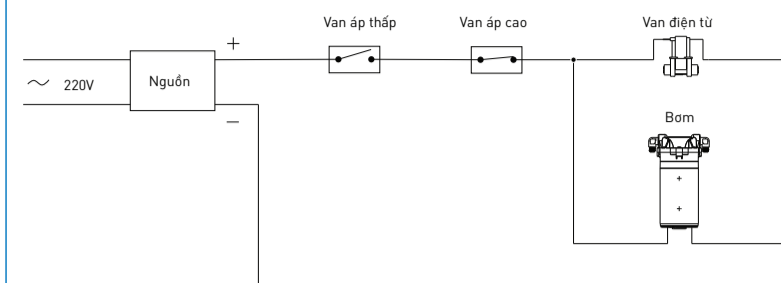 Van áp thấp
Van áp cao
Van điện từ
+
~ 220V
Nguồn
–
Bơm
+
+